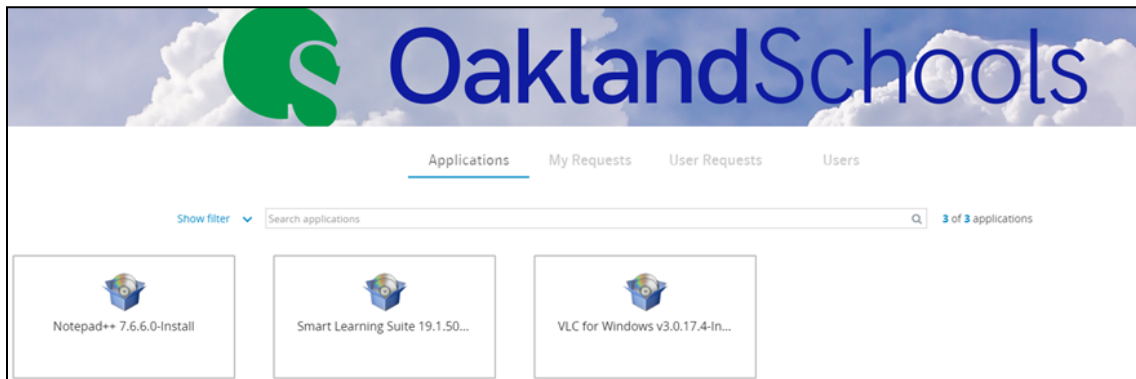 OaklandSchools
Applications My Requests User Requests Users
Show filter Search applications 3 of 3 applications
Notepad++ 7.6.6.0-Install Smart Learning Suite 19.1.50... VLC for Windows v3.0.17.4-In...